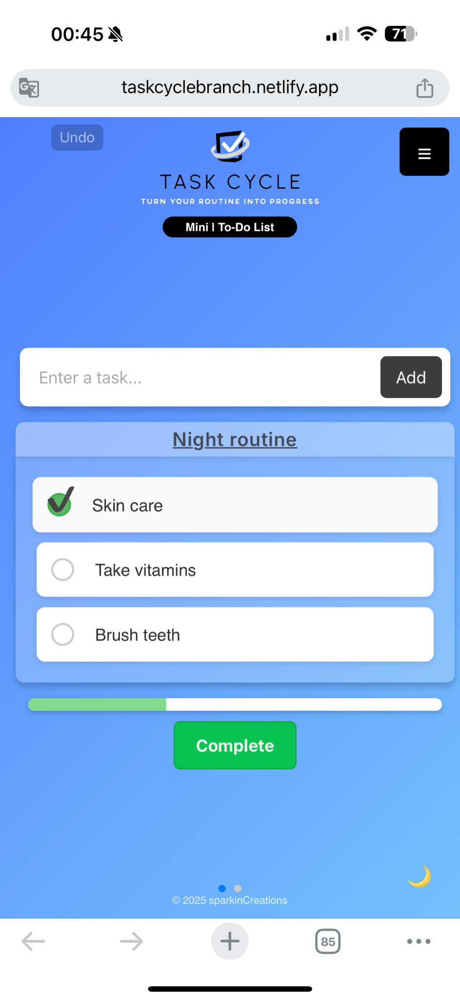 00:45
71
taskcyclebranch.netlify.app
Undo
TASK CYCLE
TURN YOUR ROUTINE INTO PROGRESS
Mini | To-Do List
Enter a task...
Add
Night routine
Skin care
Take vitamins
Brush teeth
Complete
© 2025 sparkinCreations
85